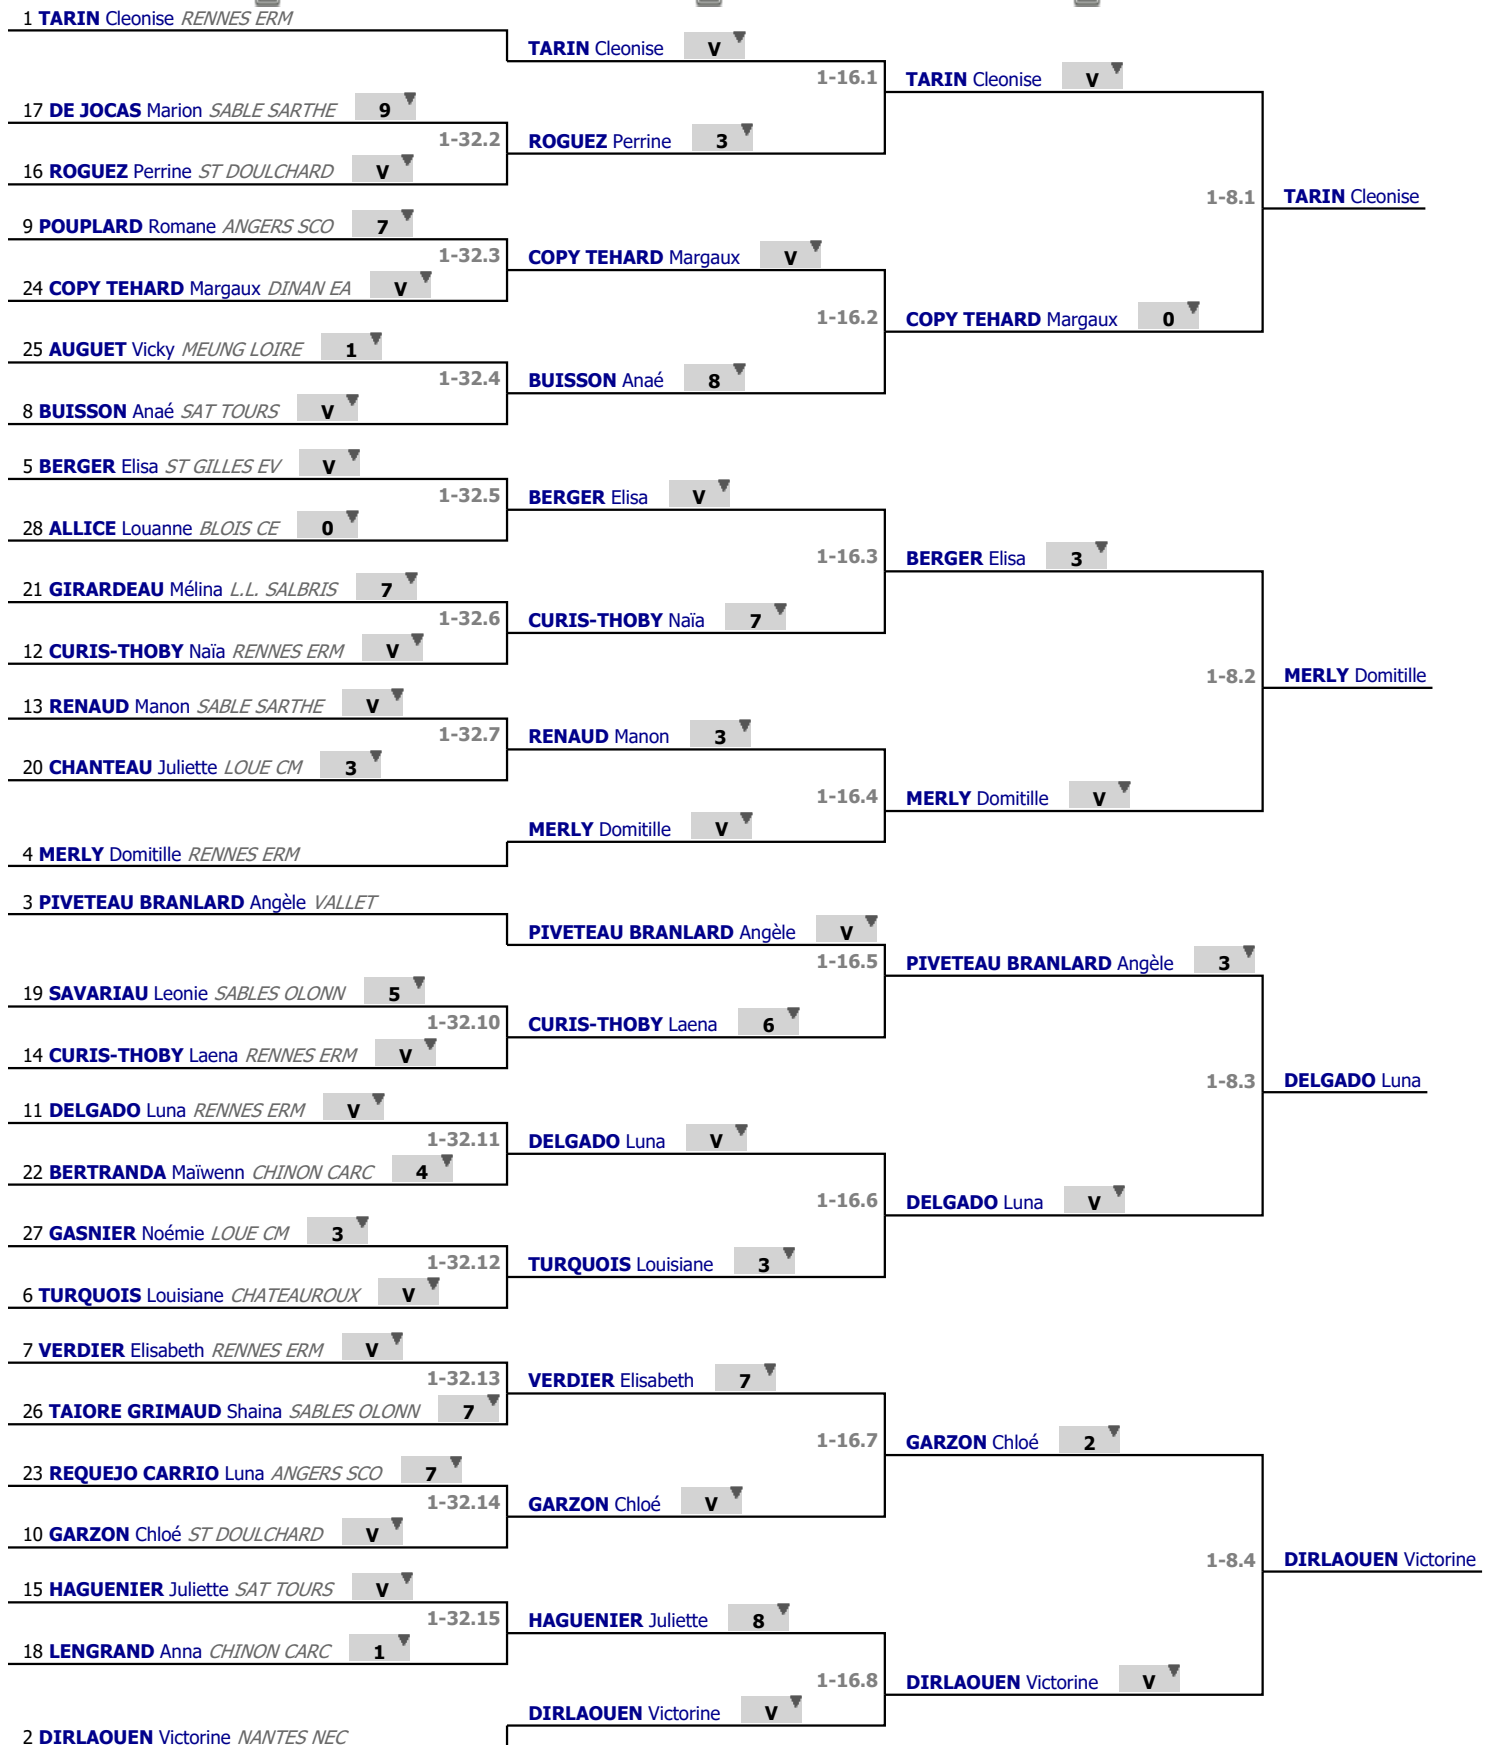 1 TARIN Cleonise RENNES ERM
17 DE JOCAS Marion SABLE SARTHE 9
1-32.2
16 ROGUEZ Perrine ST DOULCHARD V
9 POUPLARD Romane ANGERS SCO 7
1-32.3
24 COPY TEHARD Margaux DINAN EA V
25 AUGUET Vicky MEUNG LOIRE 1
1-32.4
8 BUISSON Anaé SAT TOURS V
5 BERGER Elisa ST GILLES EV V
1-32.5
28 ALLICE Louanne BLOIS CE 0
21 GIRARDEAU Mélina L.L. SALBRIS 7
1-32.6
12 CURIS-THOBY Naïa RENNES ERM V
13 RENAUD Manon SABLE SARTHE V
1-32.7
20 CHANTEAU Juliette LOUE CM 3
4 MERLY Domitille RENNES ERM
3 PIVETEAU BRANLARD Angèle VALLET
19 SAVARIAU Leonie SABLES OLONN 5
1-32.10
14 CURIS-THOBY Laena RENNES ERM V
11 DELGADO Luna RENNES ERM V
1-32.11
22 BERTRANDA Maïwenn CHINON CARC 4
27 GASNIER Noémie LOUE CM 3
1-32.12
6 TURQUOIS Louisiane CHATEAUROUX V
7 VERDIER Elisabeth RENNES ERM V
1-32.13
26 TAIORE GRIMAUD Shaina SABLES OLONN 7
23 REQUEJO CARRIO Luna ANGERS SCO 7
1-32.14
10 GARZON Chloé ST DOULCHARD V
15 HAGUENIER Juliette SAT TOURS V
1-32.15
18 LENGRAND Anna CHINON CARC 1
2 DIRLAOUEN Victorine NANTES NEC
TARIN Cleonise V
1-16.1
ROGUEZ Perrine 3
COPY TEHARD Margaux V
1-16.2
BUISSON Anaé 8
BERGER Elisa V
1-16.3
CURIS-THOBY Naïa 7
RENAUD Manon 3
1-16.4
MERLY Domitille V
PIVETEAU BRANLARD Angèle V
1-16.5
CURIS-THOBY Laena 6
DELGADO Luna V
1-16.6
TURQUOIS Louisiane 3
VERDIER Elisabeth 7
1-16.7
GARZON Chloé V
HAGUENIER Juliette 8
1-16.8
DIRLAOUEN Victorine V
TARIN Cleonise V
1-8.1
COPY TEHARD Margaux 0
BERGER Elisa 3
1-8.2
MERLY Domitille V
PIVETEAU BRANLARD Angèle 3
1-8.3
DELGADO Luna V
GARZON Chloé 2
1-8.4
DIRLAOUEN Victorine V
TARIN Cleonise
MERLY Domitille
DELGADO Luna
DIRLAOUEN Victorine